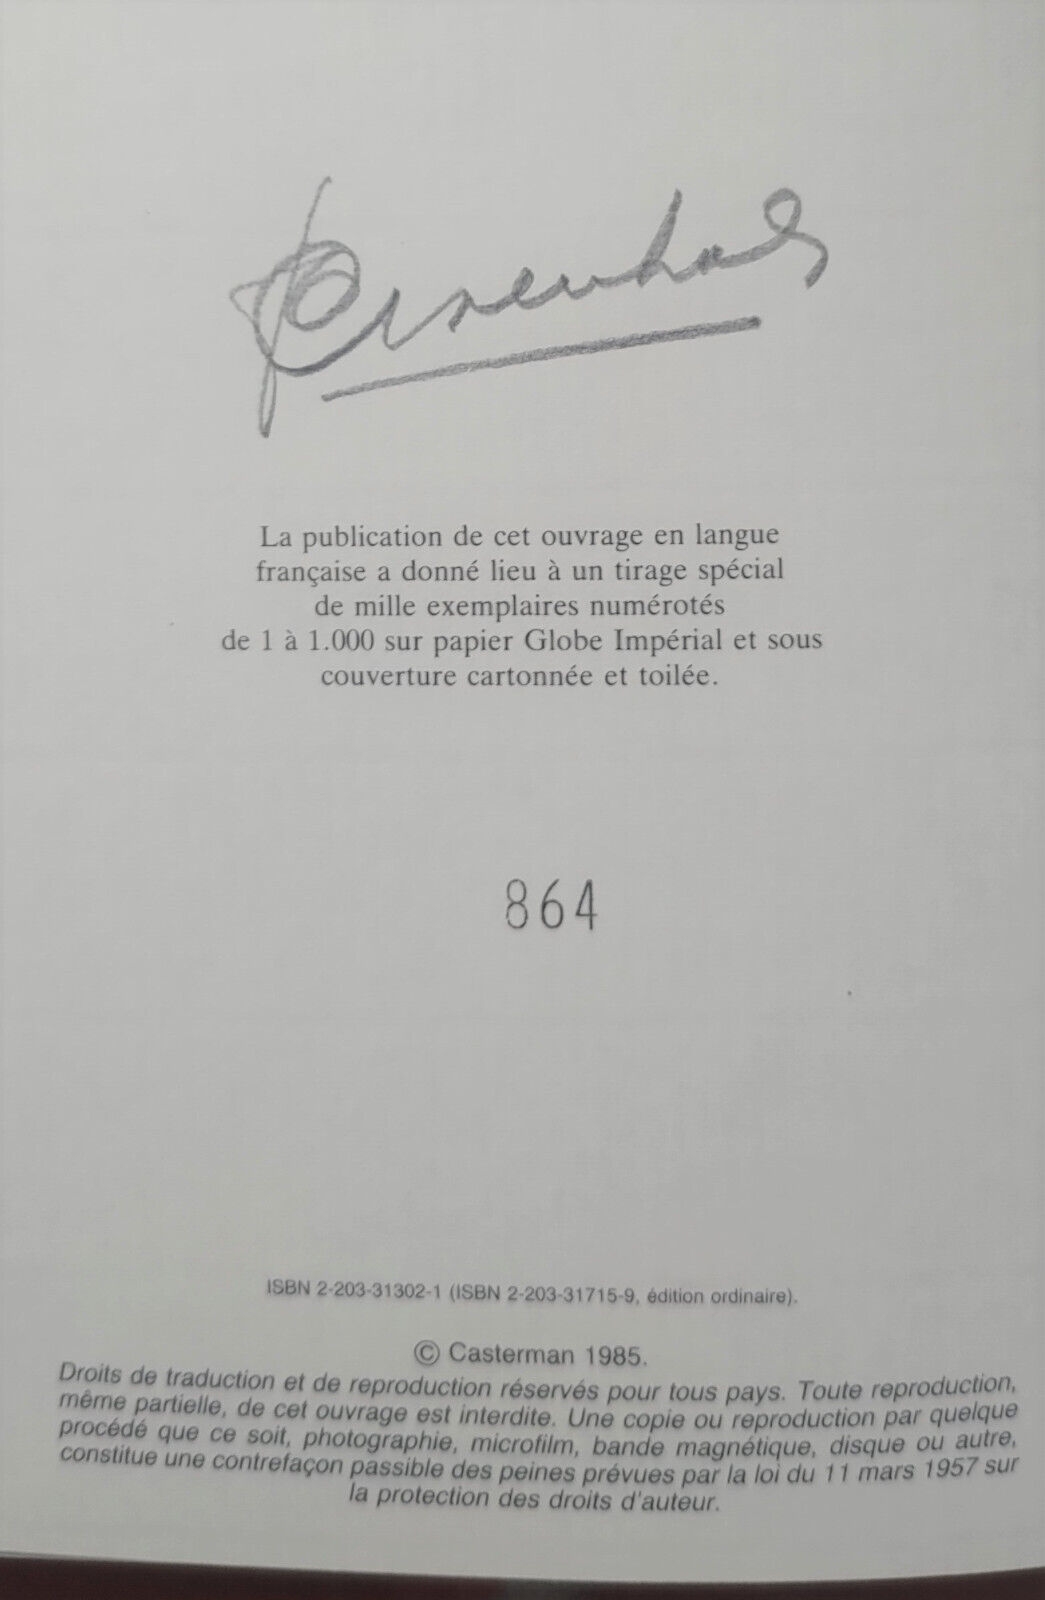 La publication de cet ouvrage en langue
française a donné lieu à un tirage spécial
de mille exemplaires numérotés
de 1 à 1.000 sur papier Globe Impérial et sous
couverture cartonnée et toilée.
864
ISBN 2-203-31302-1 (ISBN 2-203-31715-9, édition ordinaire).
© Casterman 1985.
Droits de traduction et de reproduction réservés pour tous pays. Toute reproduction,
même partielle, de cet ouvrage est interdite. Une copie ou reproduction par quelque
procédé que ce soit, photographie, microfilm, bande magnétique, disque ou autre,
constitue une contrefaçon passible des peines prévues par la loi du 11 mars 1957 sur
la protection des droits d'auteur.